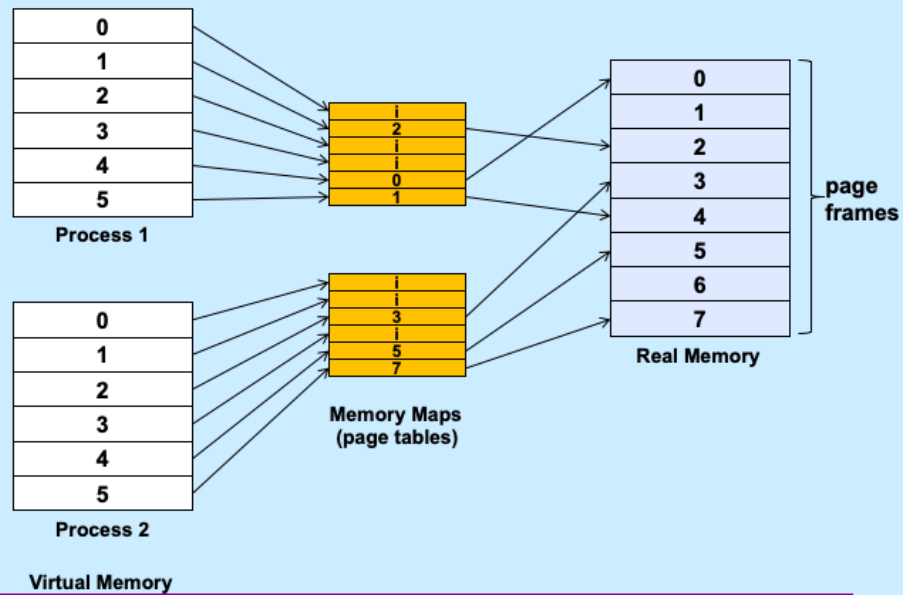 0
1
2
3
4
5
Process 1
0
1
2
3
4
5
Process 2
Virtual Memory
i
2
i
i
0
1
i
i
3
i
5
7
Memory Maps
(page tables)
0
1
2
3
4
5
6
7
Real Memory
page
frames